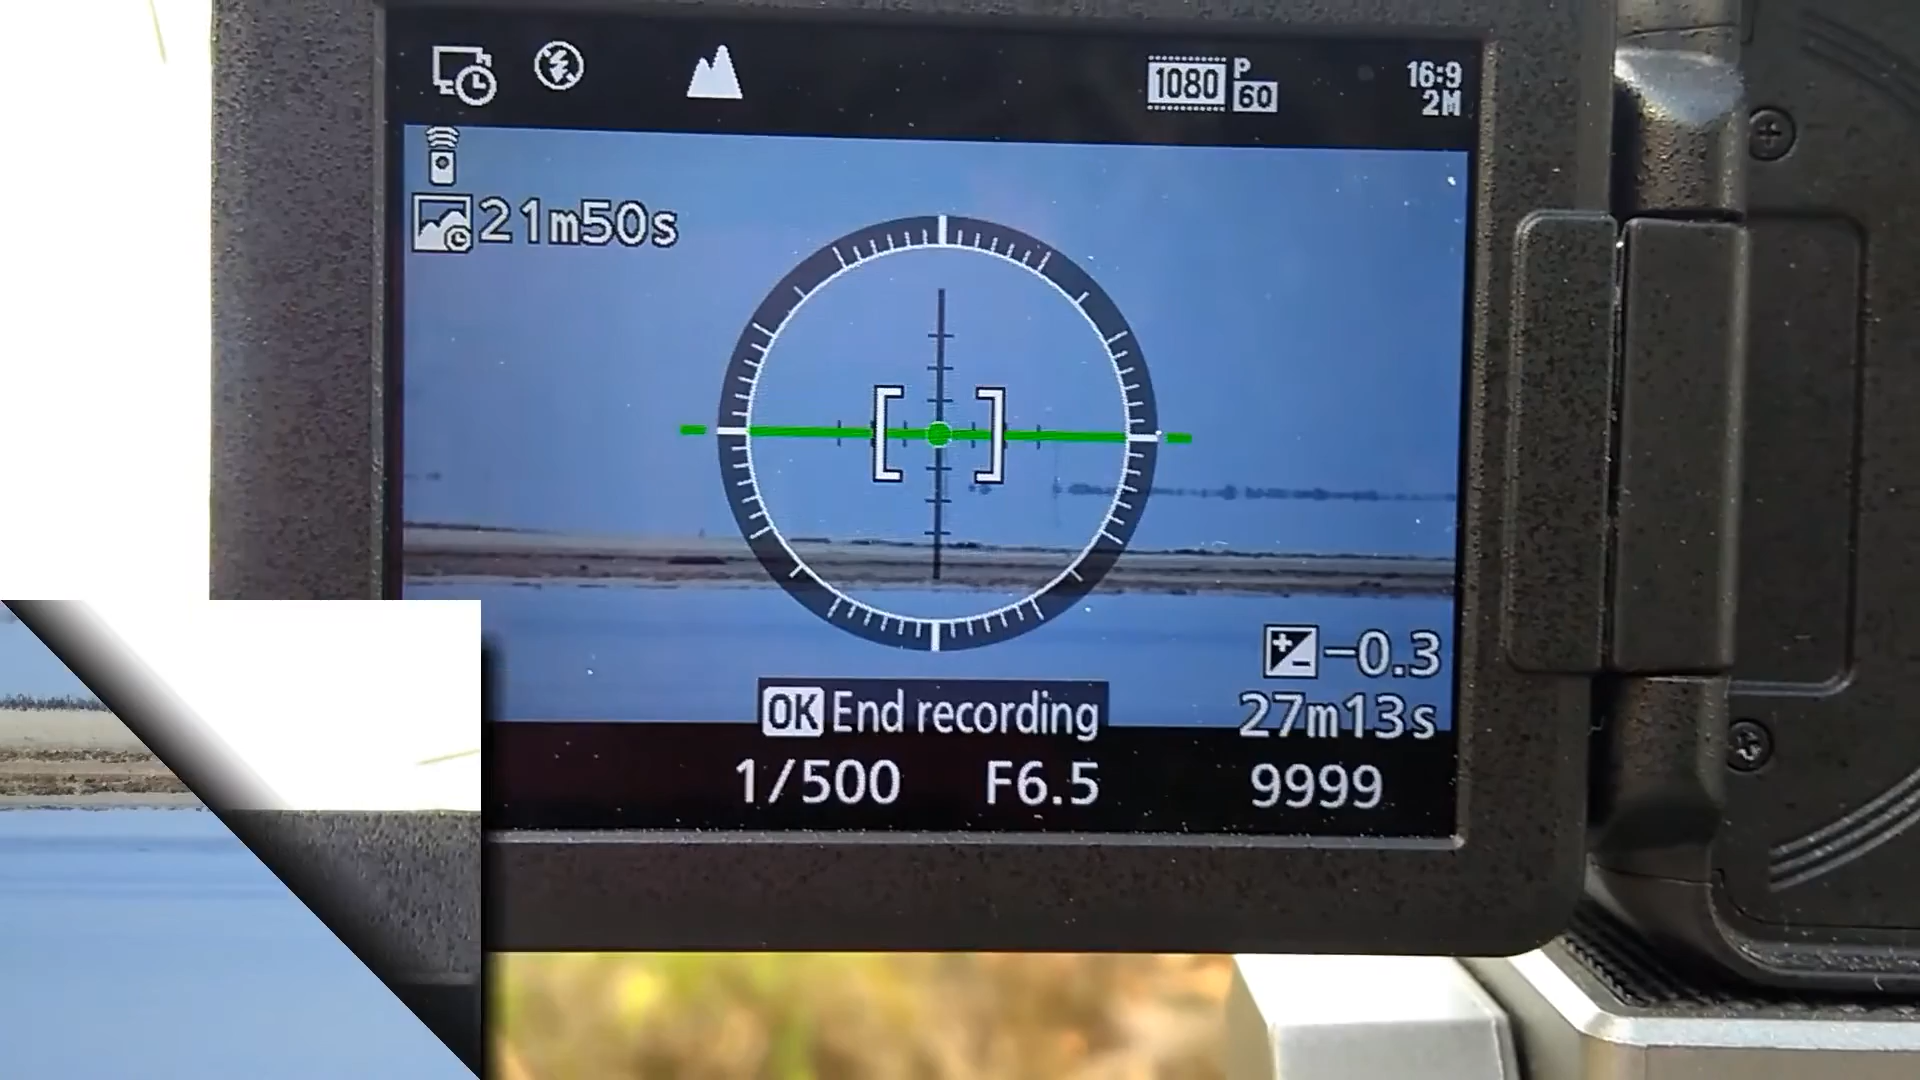 1080 P 60
16:9
2M
21m50s
-0.3
OK End recording
27m13s
1/500 F6.5 9999